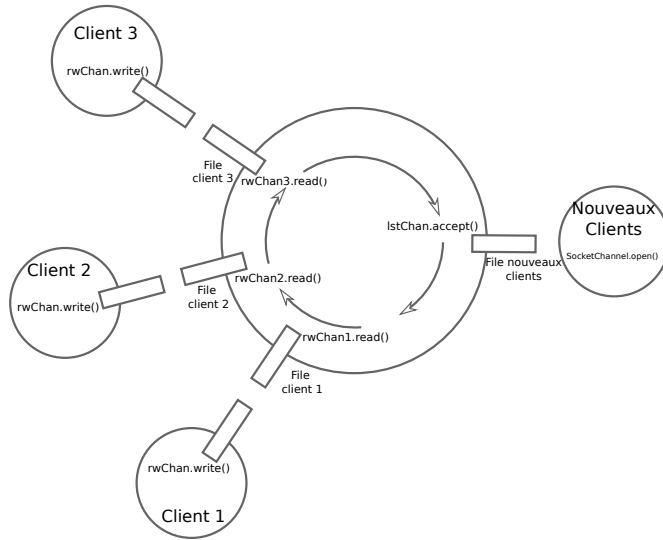 Client 3
rwChan.write()
File
client 3
rwChan3.read()
lstChan.accept()
Nouveaux
Clients
SocketChannel.open()
File nouveaux
clients
Client 2
rwChan.write()
rwChan2.read()
File
client 2
rwChan1.read()
File
client 1
rwChan.write()
Client 1